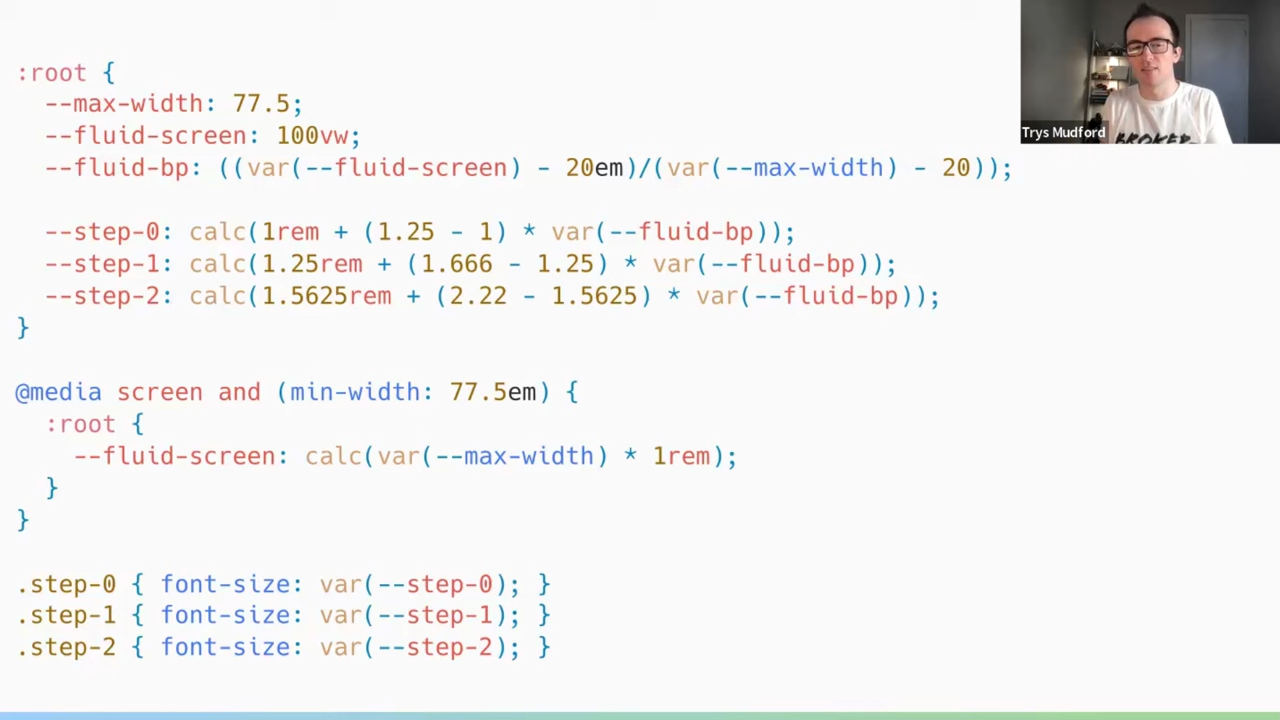 :root {
--max-width: 77.5;
--fluid-screen: 100vw;
--fluid-bp: ((var(--fluid-screen) - 20em)/(var(--max-width) - 20));
--step-0: calc(1rem + (1.25 - 1) * var(--fluid-bp));
--step-1: calc(1.25rem + (1.666 - 1.25) * var(--fluid-bp));
--step-2: calc(1.5625rem + (2.22 - 1.5625) * var(--fluid-bp));
}
@media screen and (min-width: 77.5em) {
:root {
--fluid-screen: calc(var(--max-width) * 1rem);
}
}
.step-0 { font-size: var(--step-0); }
.step-1 { font-size: var(--step-1); }
.step-2 { font-size: var(--step-2); }
Trys Mudford
BROKER-